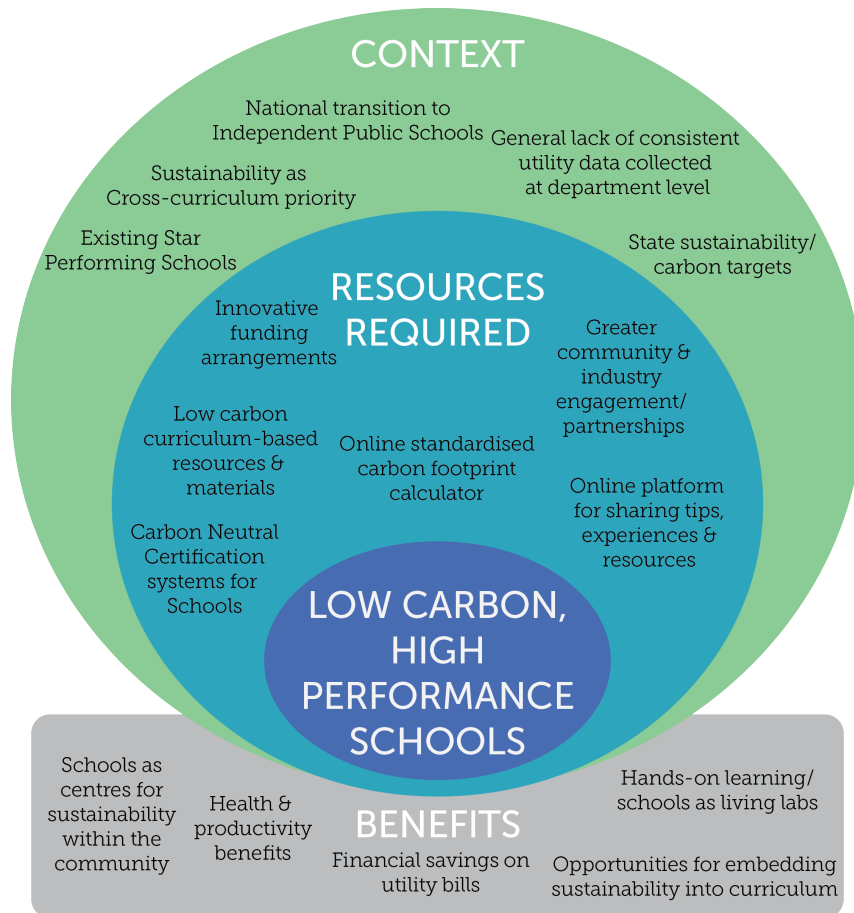 CONTEXT
National transition to
Independent Public Schools
General lack of consistent
utility data collected
at department level
Sustainability as
Cross-curriculum priority
Existing Star
Performing Schools
State sustainability/
carbon targets
RESOURCES
REQUIRED
Innovative
funding
arrangements
Greater
community &
industry
engagement/
partnerships
Low carbon
curriculum-based
resources &
materials
Online standardised
carbon footprint
calculator
Online platform
for sharing tips,
experiences &
resources
Carbon Neutral
Certification
systems for
Schools
LOW CARBON,
HIGH
PERFORMANCE
SCHOOLS
Schools as
centres for
sustainability
within the
community
Health &
productivity
benefits
BENEFITS
Financial savings on
utility bills
Hands-on learning/
schools as living labs
Opportunities for embedding
sustainability into curriculum